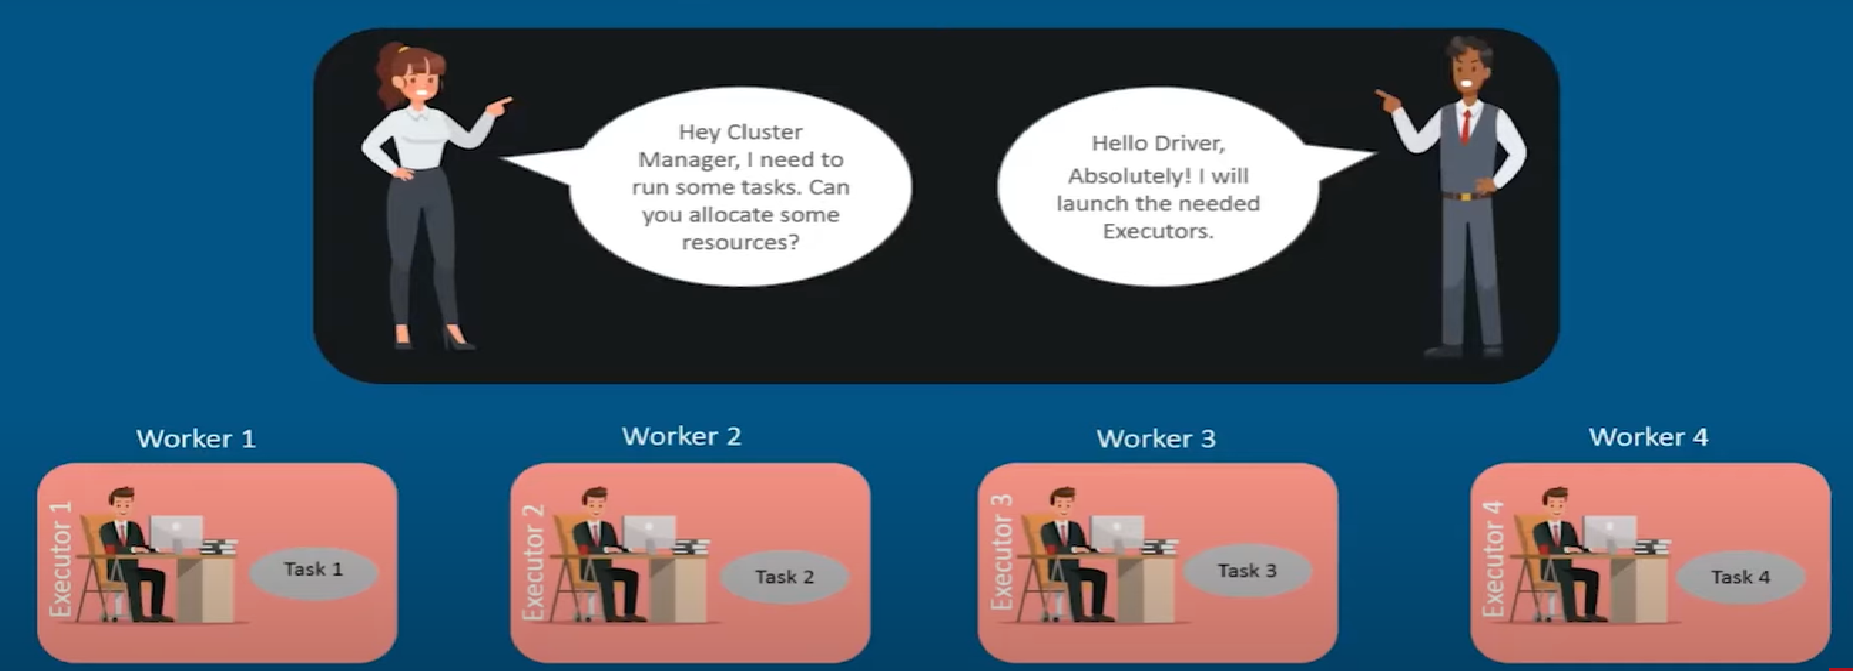 Hey Cluster
Manager, I need to
run some tasks. Can
you allocate some
resources?
Hello Driver,
Absolutely! I will
launch the needed
Executors.
Worker 1
Worker 2
Worker 3
Worker 4
Executor 1
Task 1
Executor 2
Task 2
Executor 3
Task 3
Executor 4
Task 4